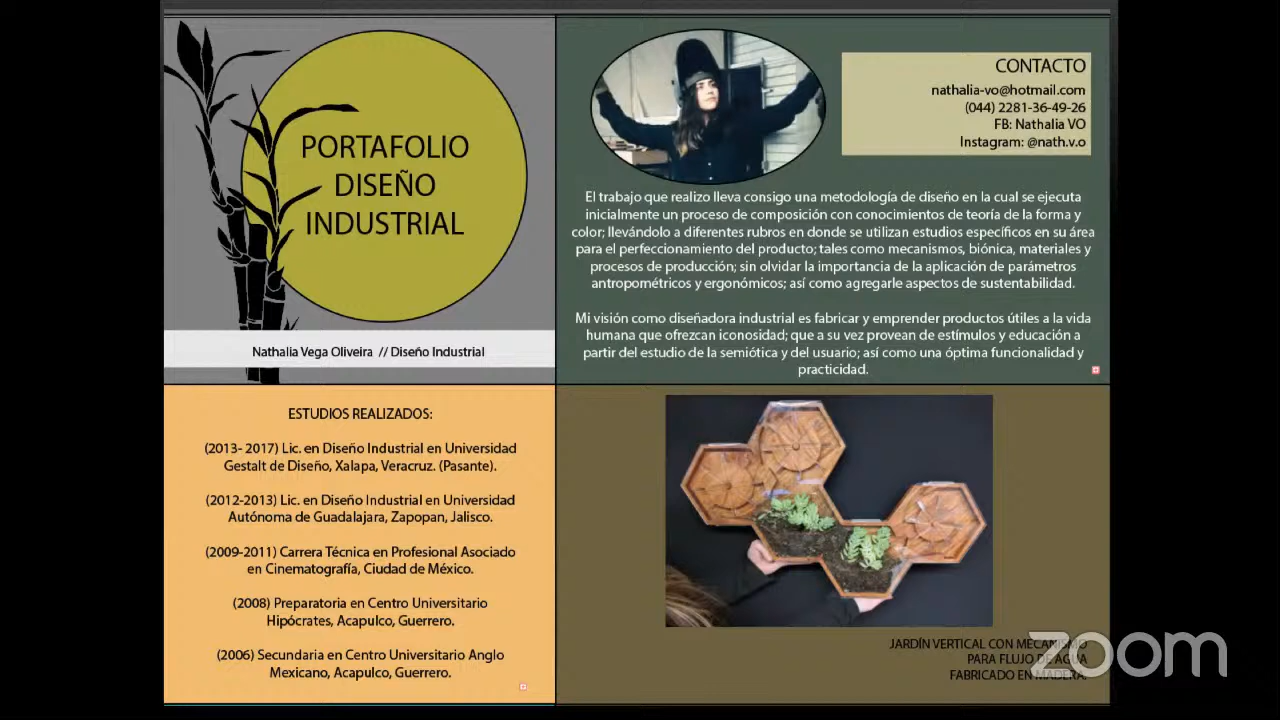 PORTAFOLIO
DISEÑO
INDUSTRIAL
Nathalia Vega Oliveira // Diseño Industrial
CONTACTO
nathalia-vo@hotmail.com
(044) 2281-36-49-26
FB: Nathalia VO
Instagram: @nath.v.o
El trabajo que realizo lleva consigo una metodología de diseño en la cual se ejecuta
inicialmente un proceso de composición con conocimientos de teoría de la forma y
color; llevándolo a diferentes rubros en donde se utilizan estudios específicos en su área
para el perfeccionamiento del producto; tales como mecanismos, biónica, materiales y
procesos de producción; sin olvidar la importancia de la aplicación de parámetros
antropométricos y ergonómicos; así como agregarle aspectos de sustentabilidad.
Mi visión como diseñadora industrial es fabricar y emprender productos útiles a la vida
humana que ofrezcan iconosidad; que a su vez provean de estímulos y educación a
partir del estudio de la semiótica y del usuario; así como una óptima funcionalidad y
practicidad.
ESTUDIOS REALIZADOS:
(2013- 2017) Lic. en Diseño Industrial en Universidad
Gestalt de Diseño, Xalapa, Veracruz. (Pasante).
(2012-2013) Lic. en Diseño Industrial en Universidad
Autónoma de Guadalajara, Zapopan, Jalisco.
(2009-2011) Carrera Técnica en Profesional Asociado
en Cinematografía, Ciudad de México.
(2008) Preparatoria en Centro Universitario
Hipócrates, Acapulco, Guerrero.
(2006) Secundaria en Centro Universitario Anglo
Mexicano, Acapulco, Guerrero.
JARDÍN VERTICAL CON MECANISMO
PARA FLUJO DE AGUA
FABRICADO EN MADERA.
zoom